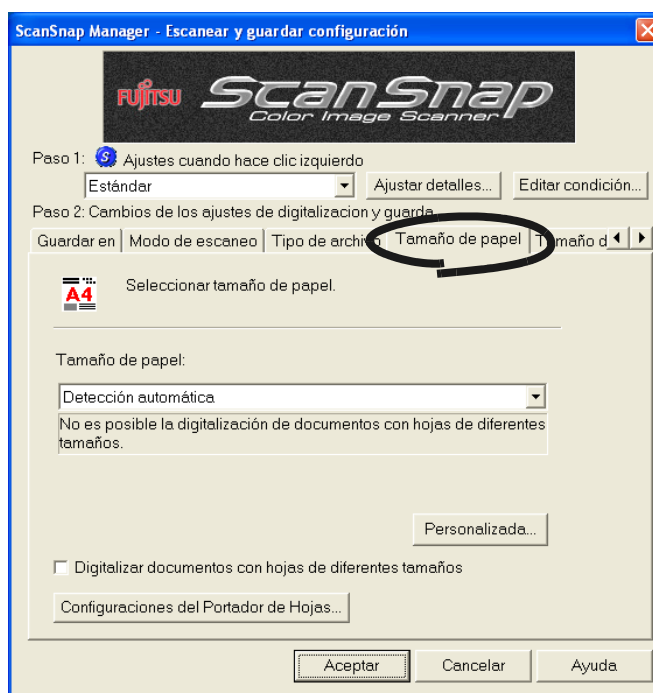 ScanSnap Manager - Escanear y guardar configuración
FUJITSU ScanSnap
Color Image Scanner
Paso 1: S Ajustes cuando hace clic izquierdo
Estándar Ajustar detalles... Editar condición...
Paso 2: Cambios de los ajustes de digitalizacion y guarda
Guardar en Modo de escaneo Tipo de archivo Tamaño de papel Tamaño d
A4 Seleccionar tamaño de papel.
Tamaño de papel:
Detección automática
No es posible la digitalización de documentos con hojas de diferentes
tamaños.
Personalizada...
Digitalizar documentos con hojas de diferentes tamaños
Configuraciones del Portador de Hojas...
Aceptar Cancelar Ayuda